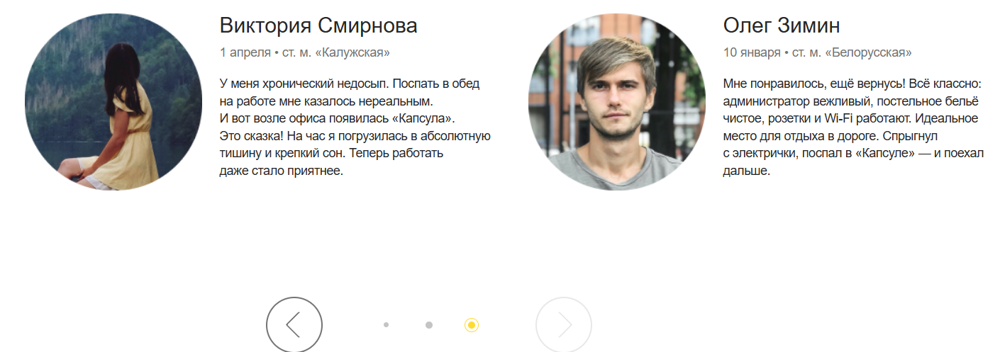 Виктория Смирнова
1 апреля • ст. м. «Калужская»
У меня хронический недосып. Поспать в обед
на работе мне казалось нереальным.
И вот возле офиса появилась «Капсула».
Это сказка! На час я погрузилась в абсолютную
тишину и крепкий сон. Теперь работать
даже стало приятнее.
Олег Зимин
10 января • ст. м. «Белорусская»
Мне понравилось, ещё вернусь! Всё классно:
администратор вежливый, постельное бельё
чистое, розетки и Wi-Fi работают. Идеальное
место для отдыха в дороге. Спрыгнул
с электрички, поспал в «Капсуле» — и поехал
дальше.